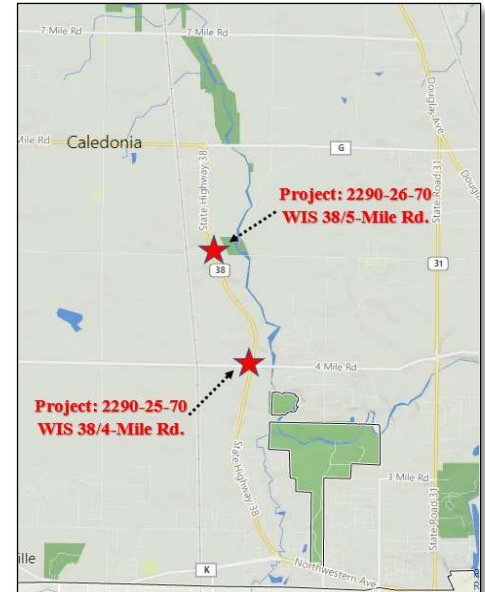 7 Mile Rd
7 Mile Rd
Douglas Ave
State Road 31
Mile Rd
Caledonia
State Highway 38
G
Project: 2290-26-70
WIS 38/5-Mile Rd.
38
31
4 Mile Rd
Project: 2290-25-70
WIS 38/4-Mile Rd.
State Highway 38
3 Mile Rd
State Road 31
Northwestern Ave
ille
K